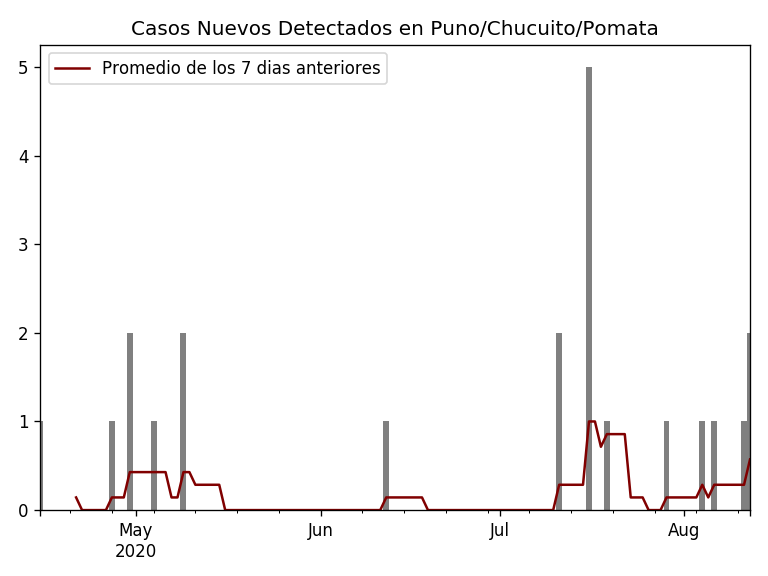 Casos Nuevos Detectados en Puno/Chucuito/Pomata
Promedio de los 7 dias anteriores
5
4
3
2
1
0
May
2020
Jun
Jul
Aug